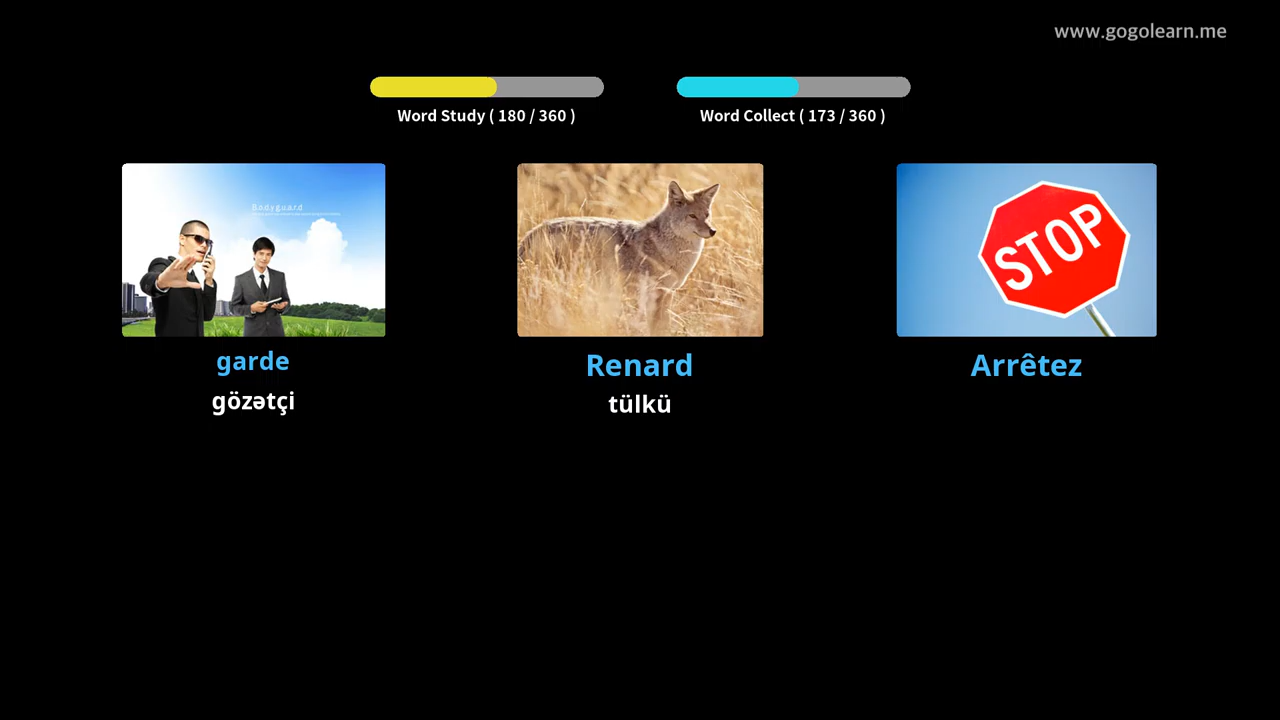 www.gogolearn.me
Word Study ( 180 / 360 )
Word Collect ( 173 / 360 )
Bodyguard
STOP
garde
Renard
Arrêtez
gözətçi
tülkü